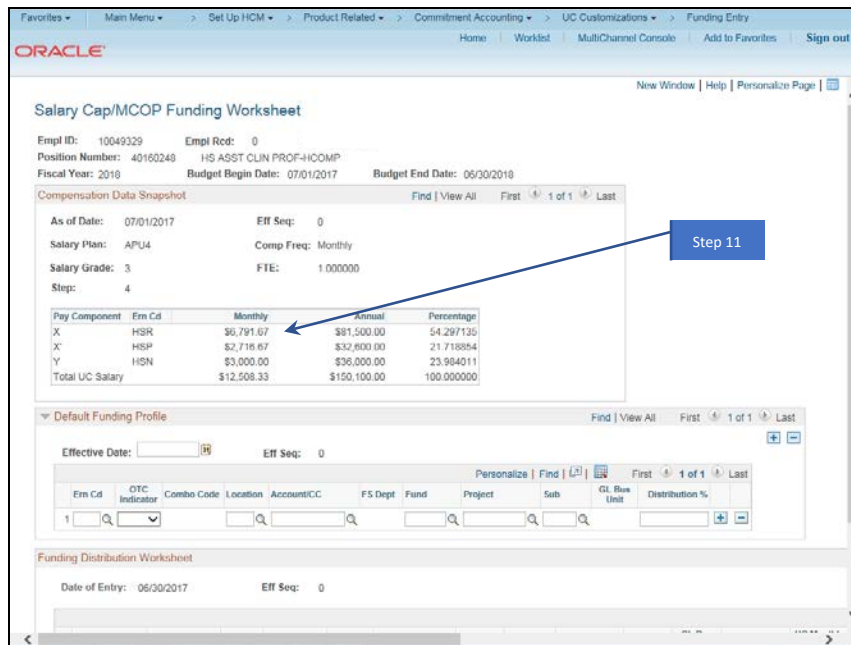 Favorites Main Menu > Set Up HCM > Product Related > Commitment Accounting > UC Customizations > Funding Entry
Home Worklist MultiChannel Console Add to Favorites Sign out
ORACLE
New Window | Help | Personalize Page |
Salary Cap/MCOP Funding Worksheet
Empl ID: 10049329 Empl Rcd: 0
Position Number: 40160248 HS ASST CLIN PROF-HCOMP
Fiscal Year: 2018 Budget Begin Date: 07/01/2017 Budget End Date: 06/30/2018
Compensation Data Snapshot Find | View All First 1 of 1 Last
As of Date: 07/01/2017 Eff Seq: 0
Step 11
Salary Plan: APU4 Comp Freq: Monthly
Salary Grade: 3 FTE: 1.000000
Step: 4
Pay Component Ern Cd Monthly Annual Percentage
X HSR $6,791.67 $81,500.00 54.297135
X' HSP $2,716.67 $32,600.00 21.718854
Y HSN $3,000.00 $36,000.00 23.984011
Total UC Salary $12,508.33 $150,100.00 100.000000
Default Funding Profile Find | View All First 1 of 1 Last
Effective Date: Eff Seq: 0
Personalize | Find | First 1 of 1 Last
Ern Cd OTC Indicator Combo Code Location Account/CC FS Dept Fund Project Sub GL Bus Unit Distribution %
1
Funding Distribution Worksheet
Date of Entry: 06/30/2017 Eff Seq: 0